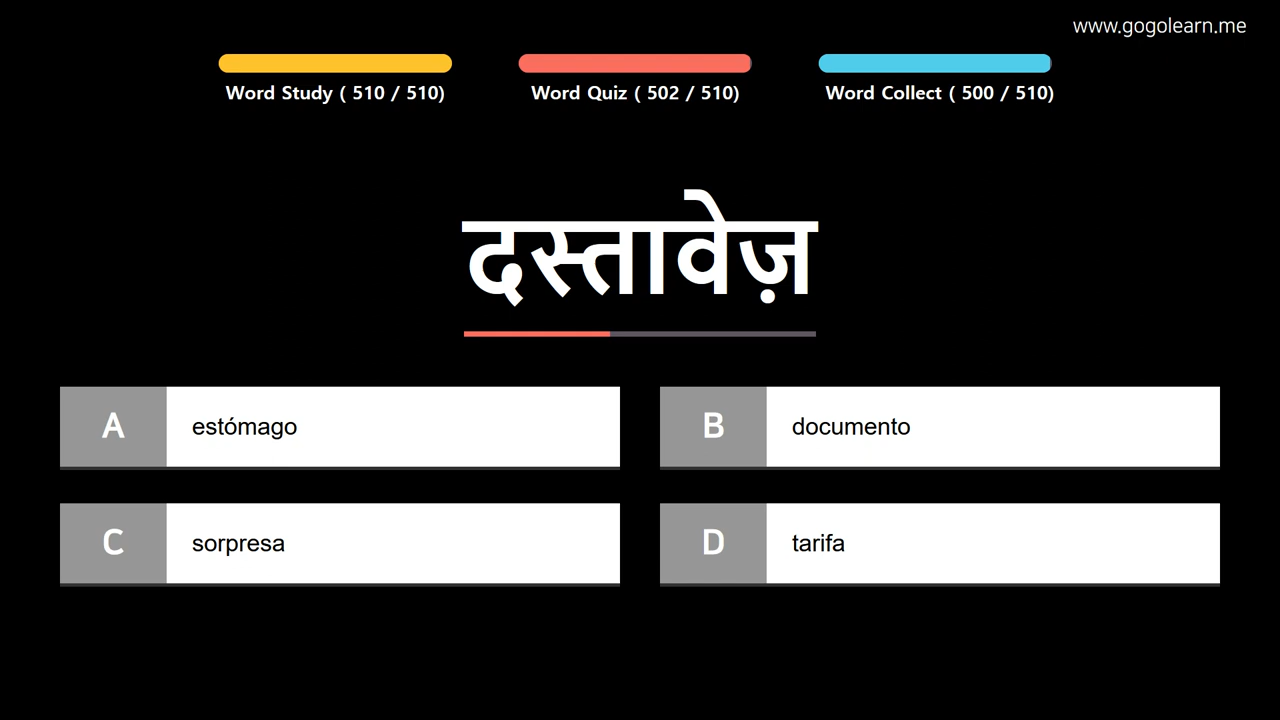 www.gogolearn.me
Word Study ( 510 / 510)
Word Quiz ( 502 / 510)
Word Collect ( 500 / 510)
दस्तावेज़
A estómago
B documento
C sorpresa
D tarifa